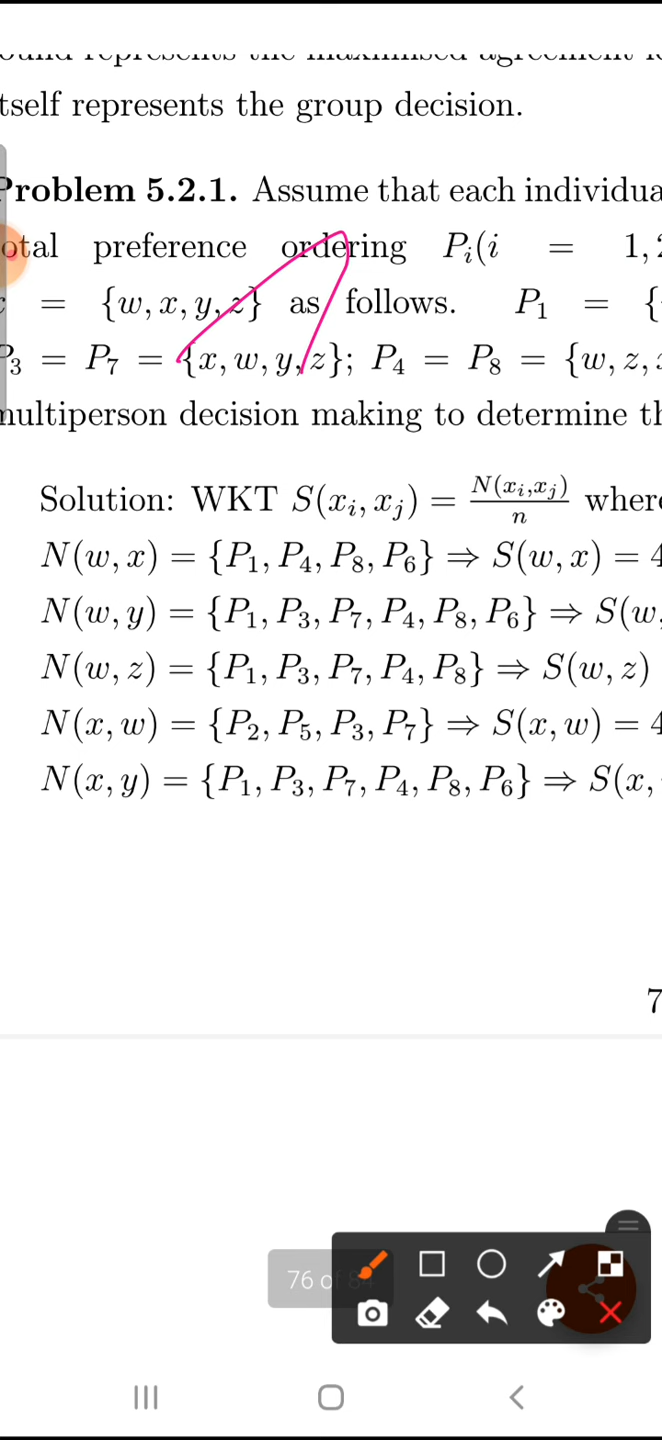 tself represents the group decision.
Problem 5.2.1. Assume that each individua
otal preference ordering P_i(i = 1,
= {w, x, y, z} as follows. P_1 = {
P_3 = P_7 = {x, w, y, z}; P_4 = P_8 = {w, z,
multiperson decision making to determine th
Solution: WKT S(x_i, x_j) = N(x_i,x_j)/n where
N(w, x) = {P_1, P_4, P_8, P_6} ⇒ S(w, x) = 4
N(w, y) = {P_1, P_3, P_7, P_4, P_8, P_6} ⇒ S(w,
N(w, z) = {P_1, P_3, P_7, P_4, P_8} ⇒ S(w, z)
N(x, w) = {P_2, P_5, P_3, P_7} ⇒ S(x, w) = 4
N(x, y) = {P_1, P_3, P_7, P_4, P_8, P_6} ⇒ S(x,
7
76 of